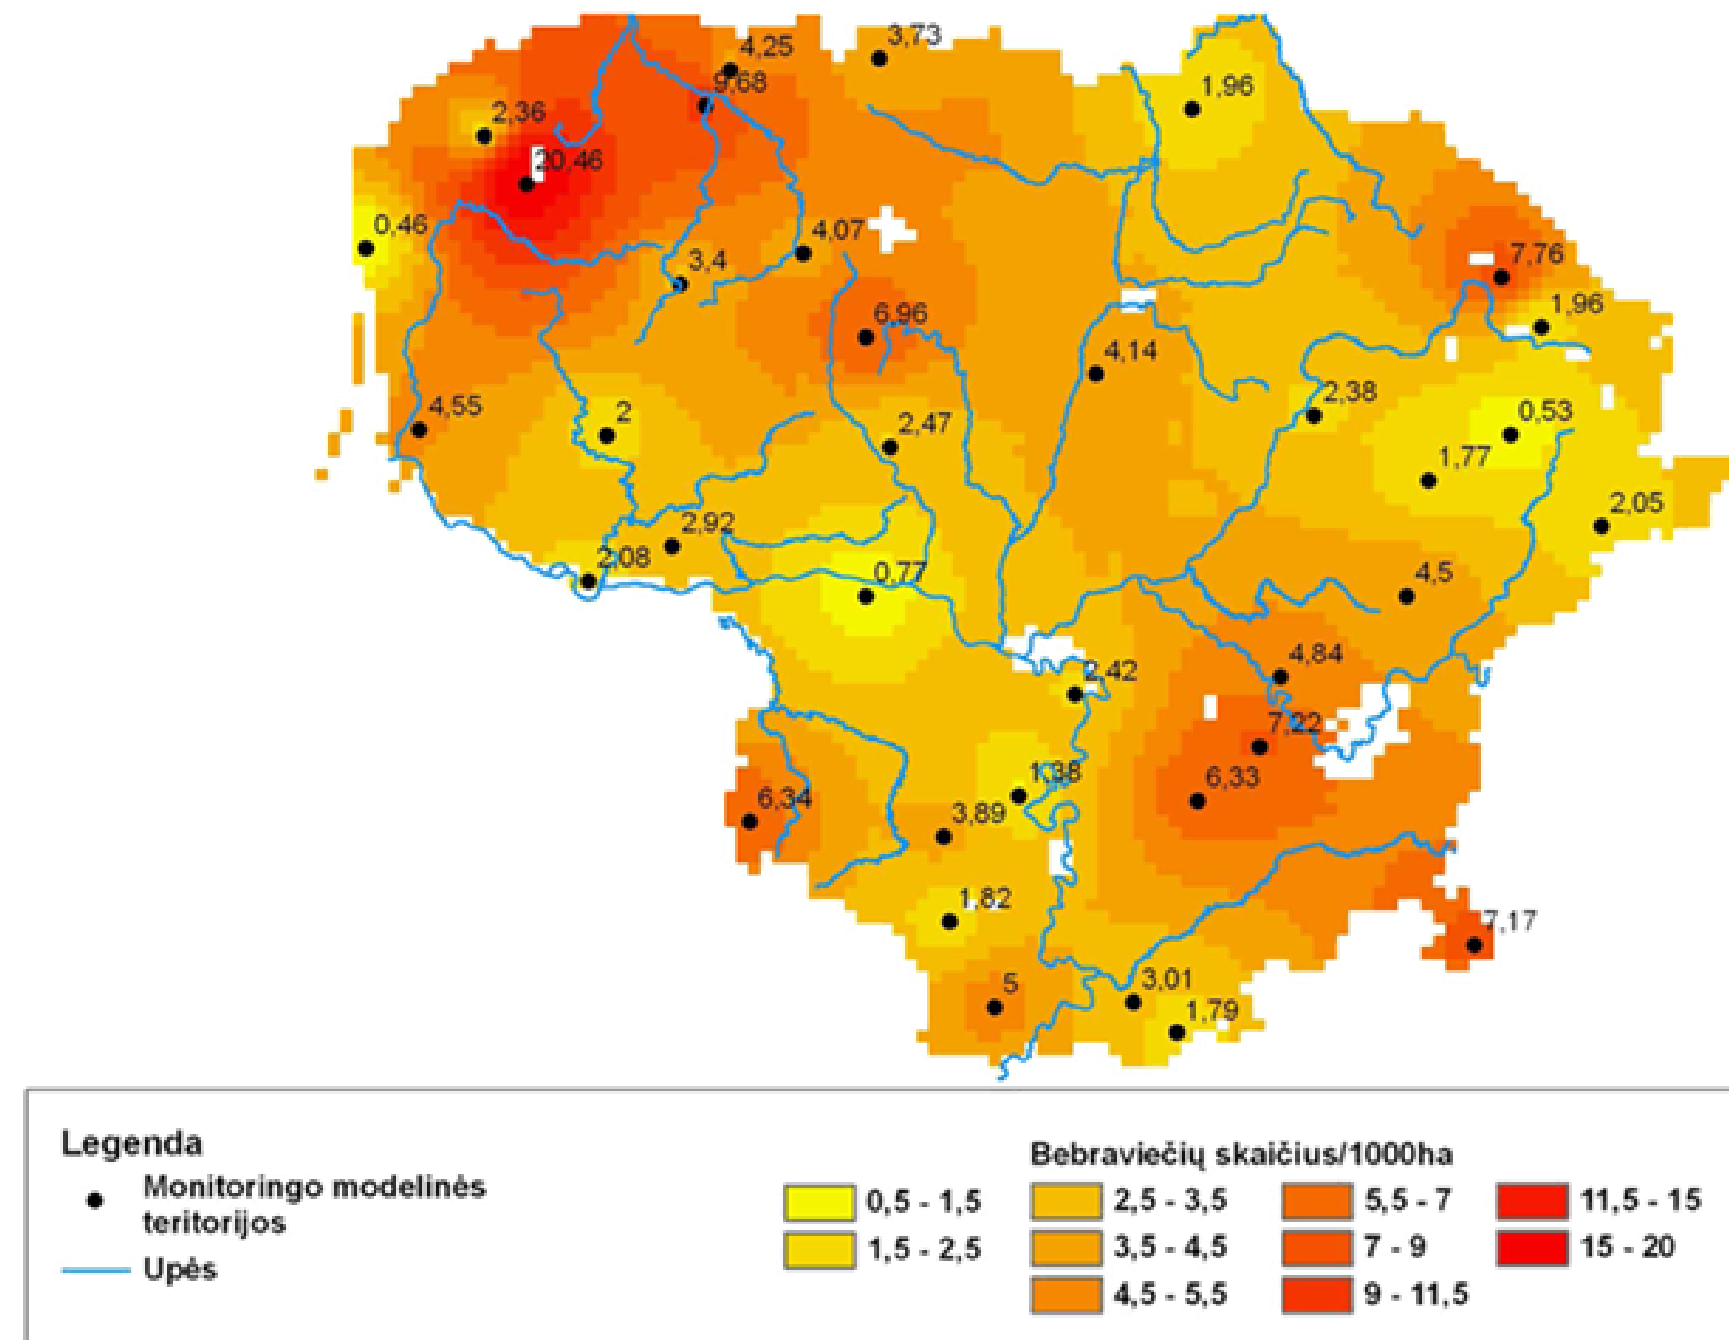 3,73
4,25
9,68
1,96
2,36
20,46
0,46
4,07
3,4
7,76
1,96
6,96
4,14
2,38
0,53
4,55
2
2,47
1,77
2,05
2,92
2,08
0,77
4,5
4,84
2,42
7,22
1,38
6,33
6,34
3,89
1,82
7,17
5
3,01
1,79
Legenda
Monitoringo modelinės
teritorijos
Upės
Bebraviečių skaičius/1000ha
0,5 - 1,5
2,5 - 3,5
5,5 - 7
11,5 - 15
1,5 - 2,5
3,5 - 4,5
7 - 9
15 - 20
4,5 - 5,5
9 - 11,5